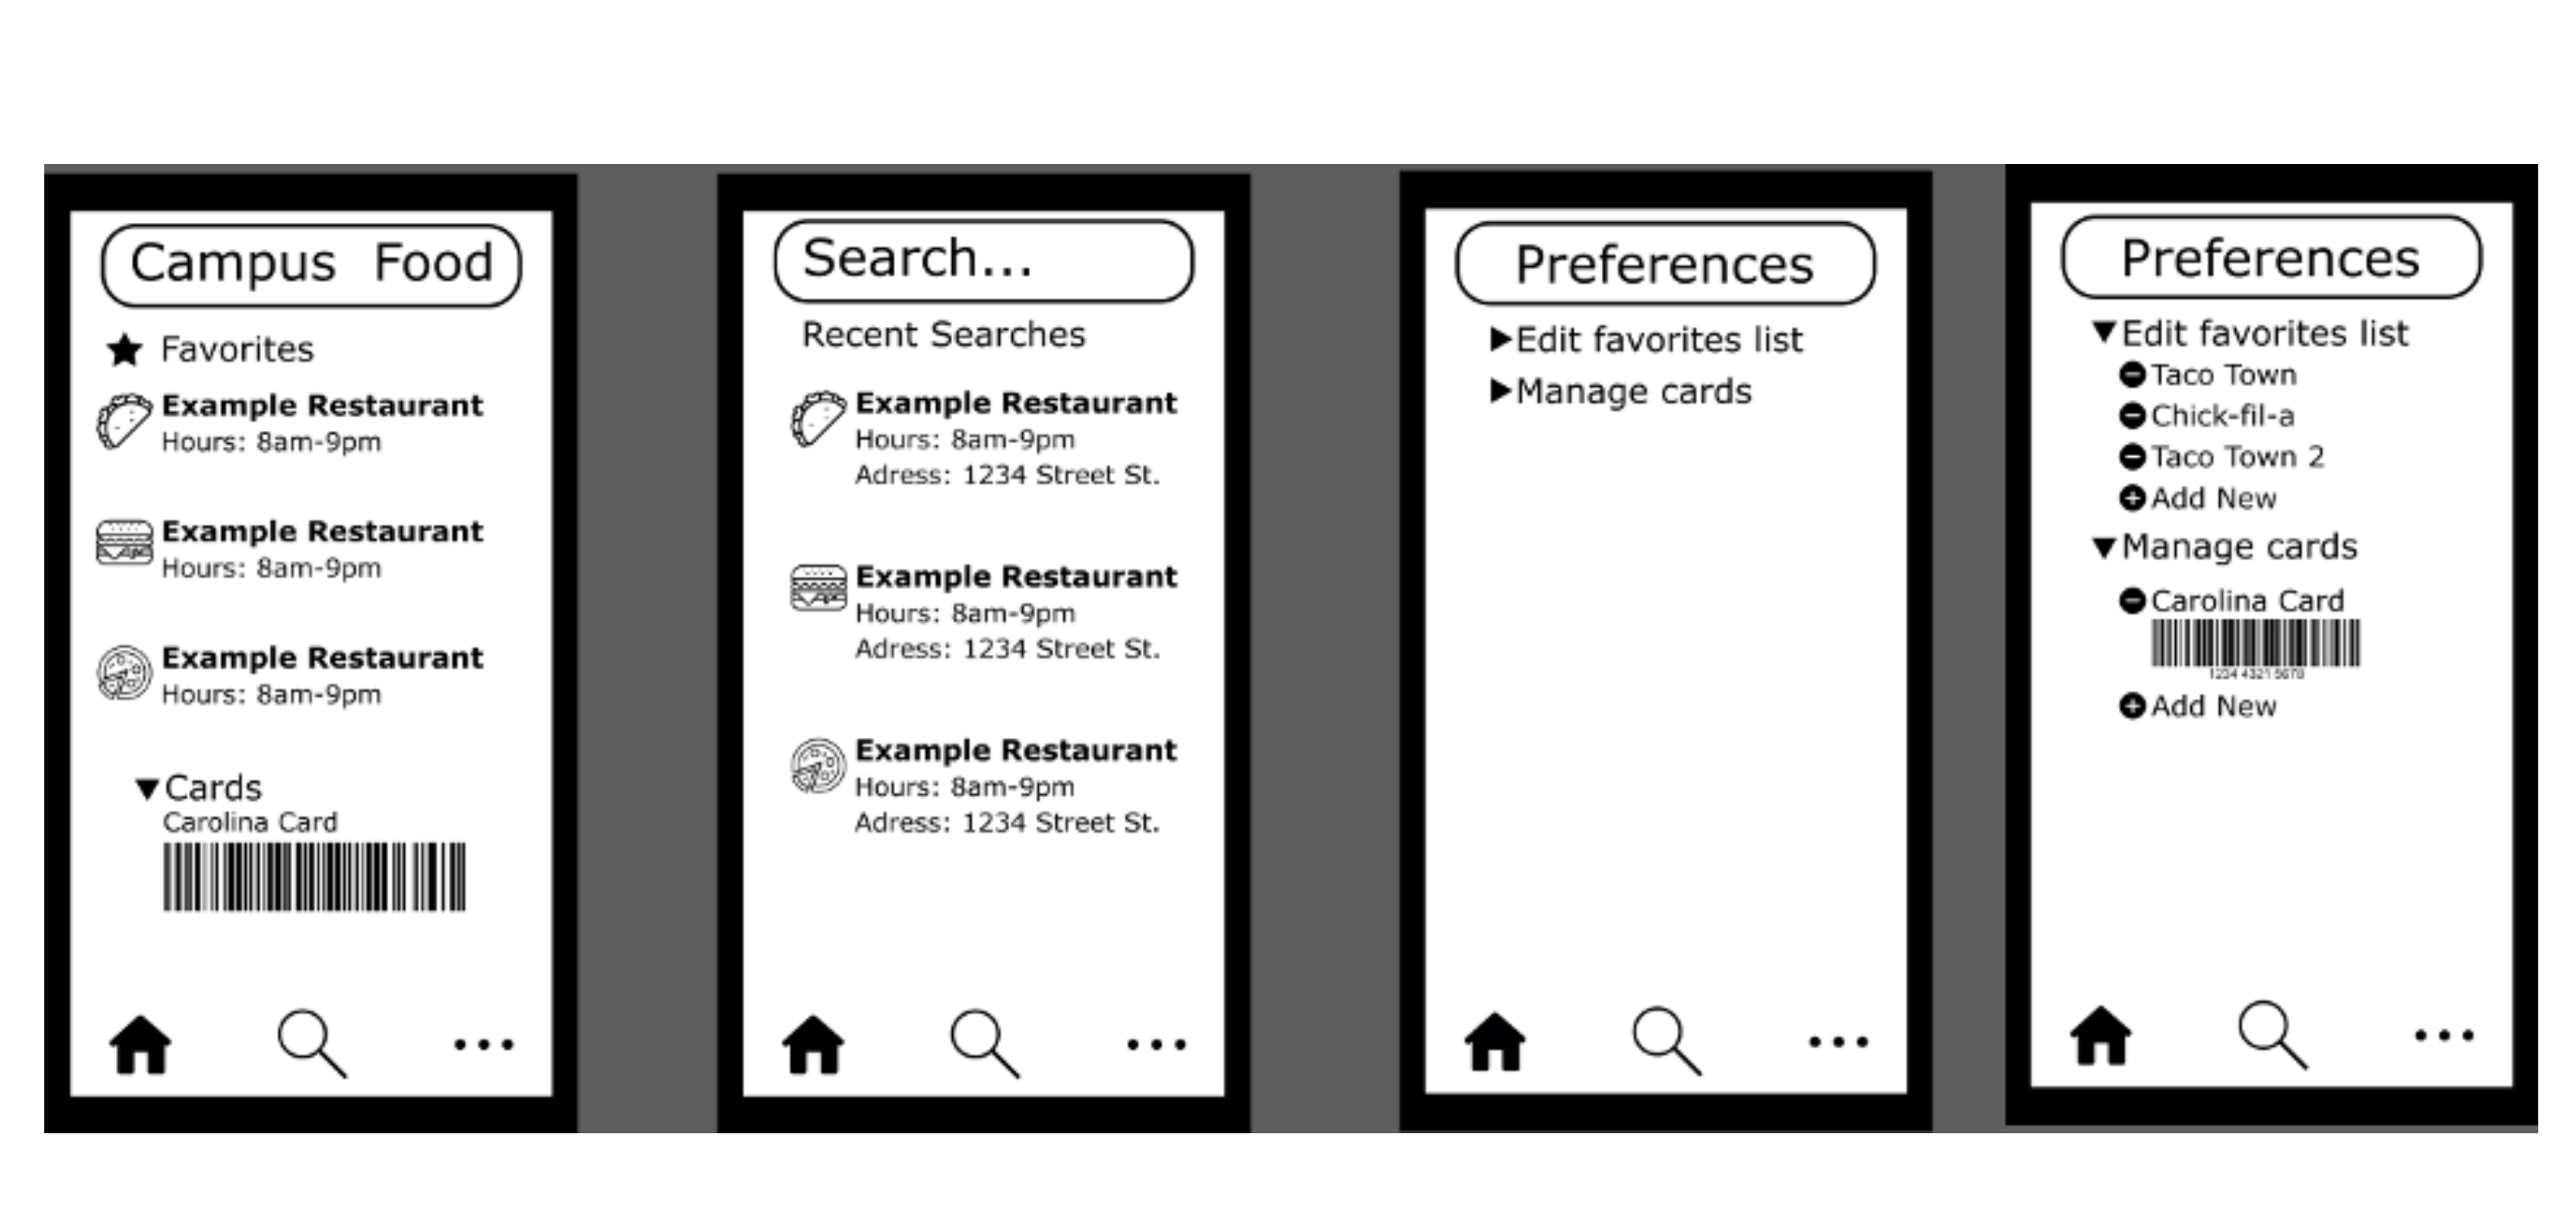 Campus Food
Favorites
Example Restaurant
Hours: 8am-9pm
Example Restaurant
Hours: 8am-9pm
Example Restaurant
Hours: 8am-9pm
Cards
Carolina Card
Search...
Recent Searches
Example Restaurant
Hours: 8am-9pm
Adress: 1234 Street St.
Example Restaurant
Hours: 8am-9pm
Adress: 1234 Street St.
Example Restaurant
Hours: 8am-9pm
Adress: 1234 Street St.
Preferences
Edit favorites list
Manage cards
Preferences
Edit favorites list
Taco Town
Chick-fil-a
Taco Town 2
Add New
Manage cards
Carolina Card
1234 4321 5678
Add New